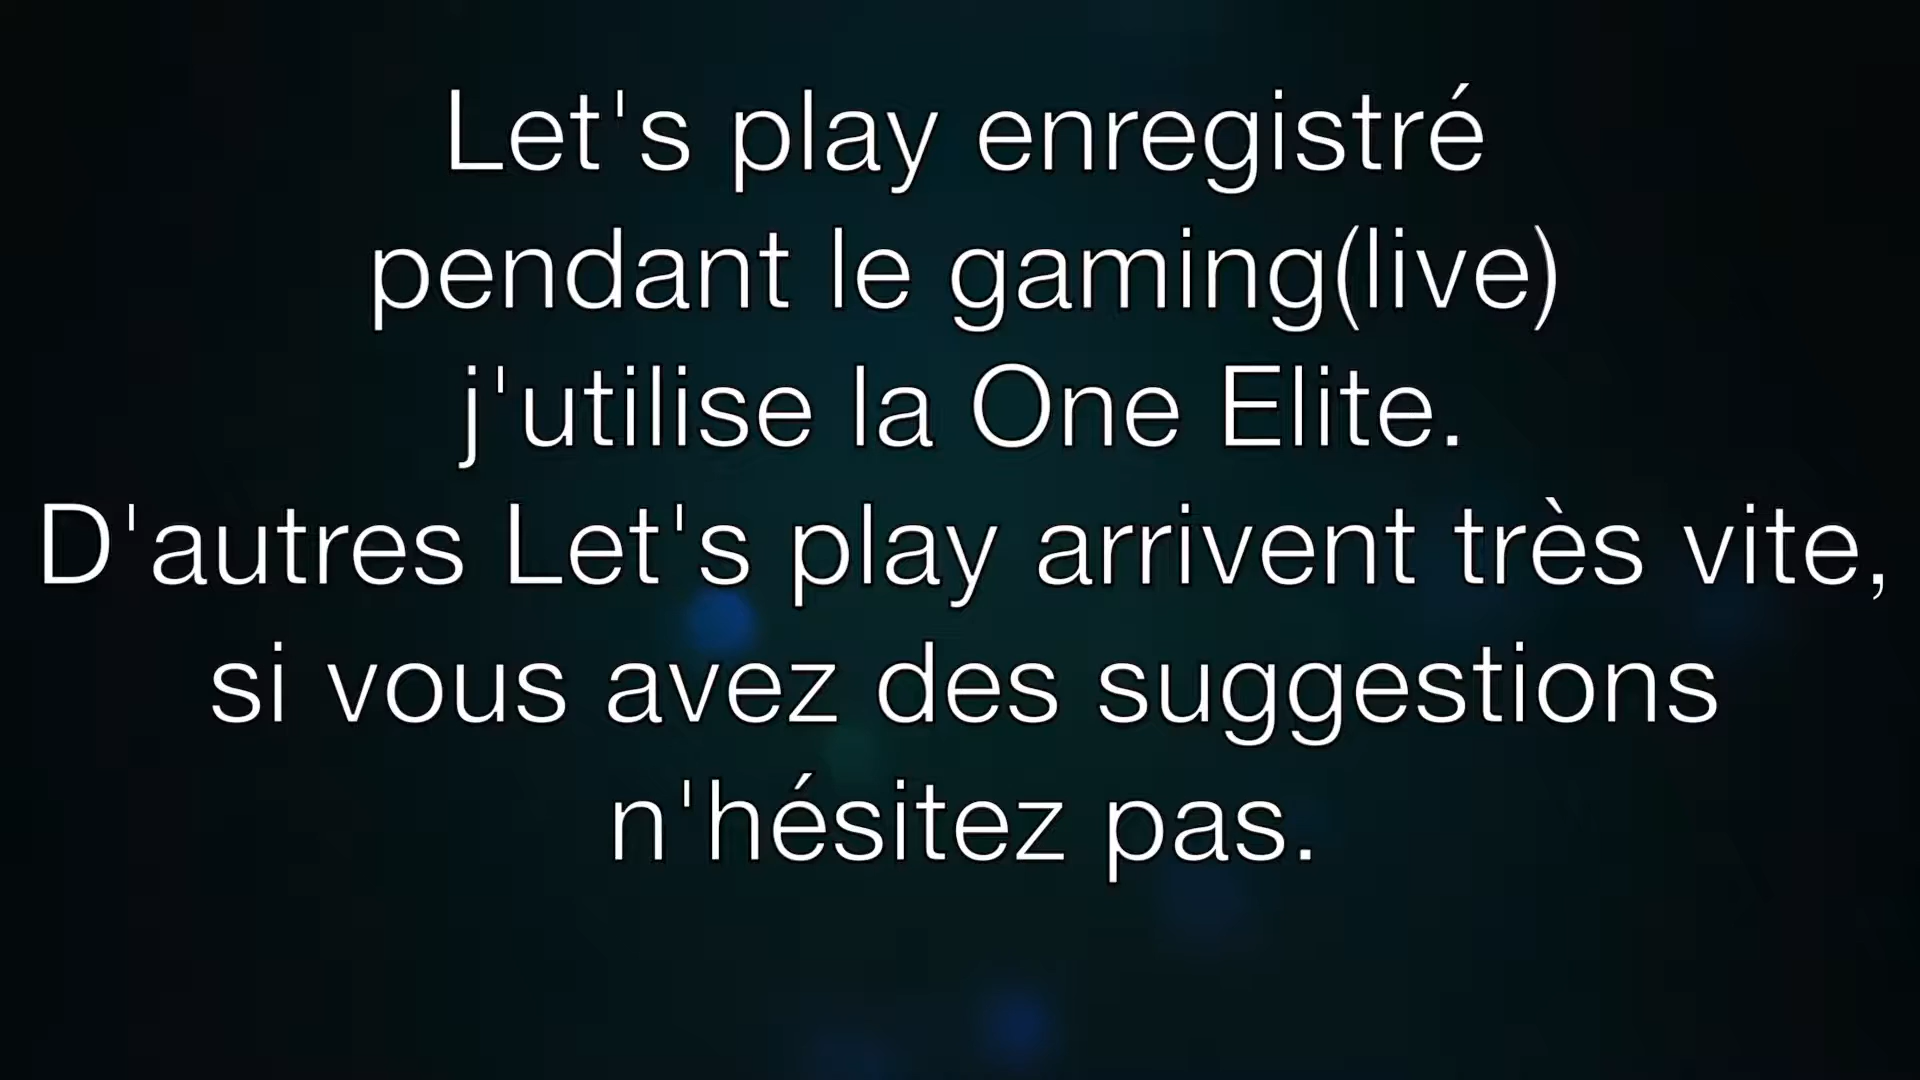 Let's play enregistré
pendant le gaming(live)
j'utilise la One Elite.
D'autres Let's play arrivent très vite,
si vous avez des suggestions
n'hésitez pas.